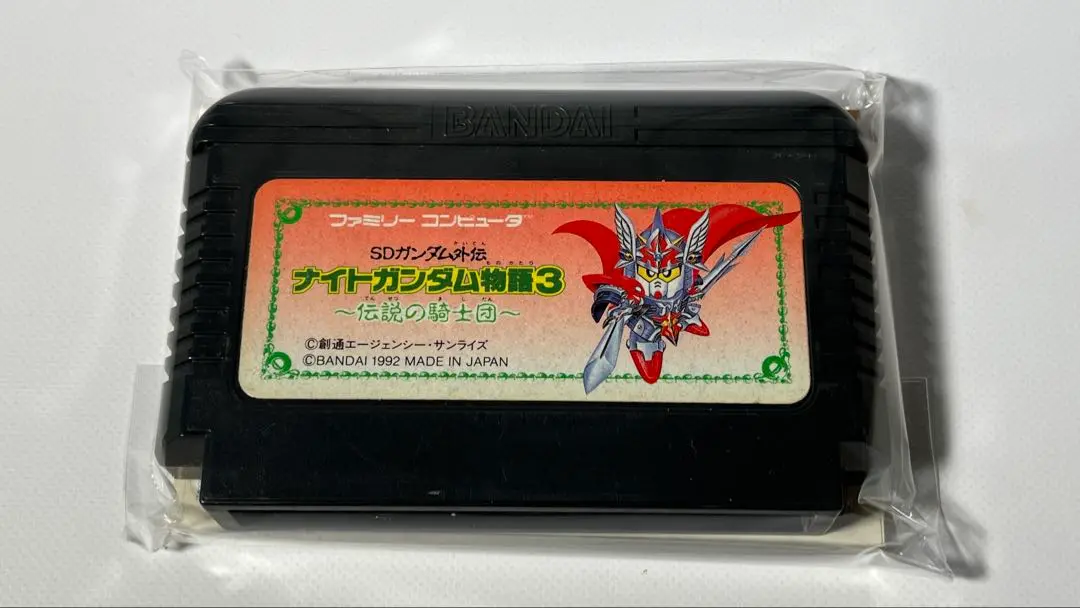 BANDAI
ファミリー コンピュータ™
SDガンダム外伝
ナイトガンダム物語3
~伝説の騎士団~
©創通エージェンシー・サンライズ
©BANDAI 1992 MADE IN JAPAN